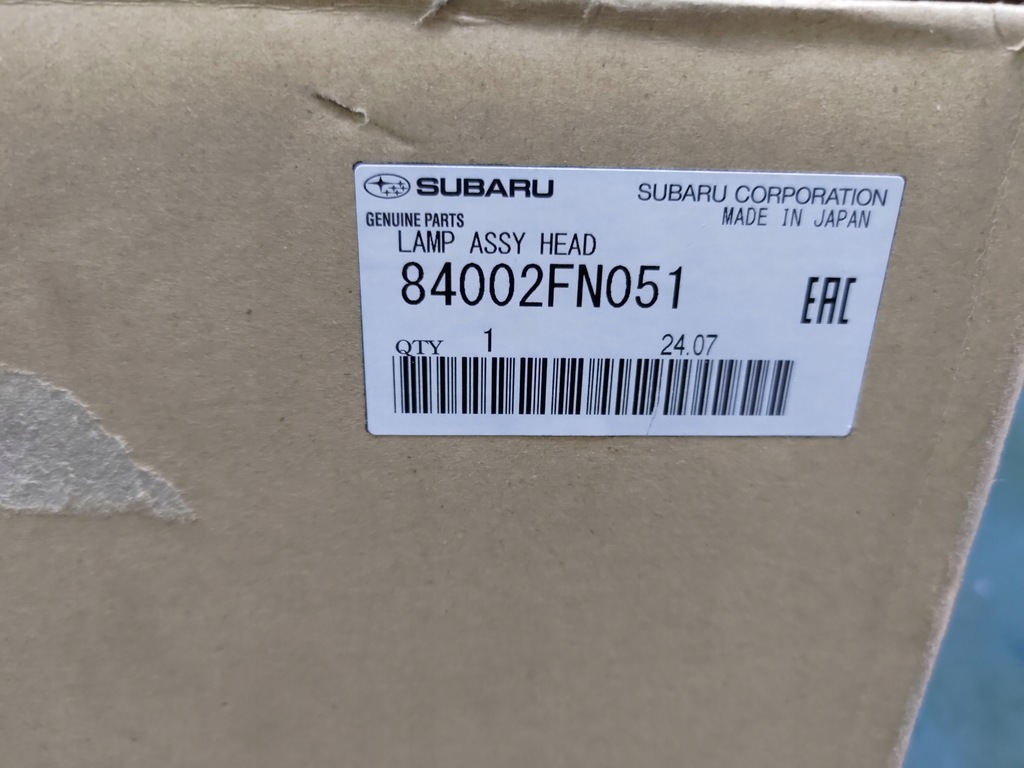 SUBARU
SUBARU CORPORATION
GENUINE PARTS
MADE IN JAPAN
LAMP ASSY HEAD
84002FN051
EAC
QTY 1 24.07